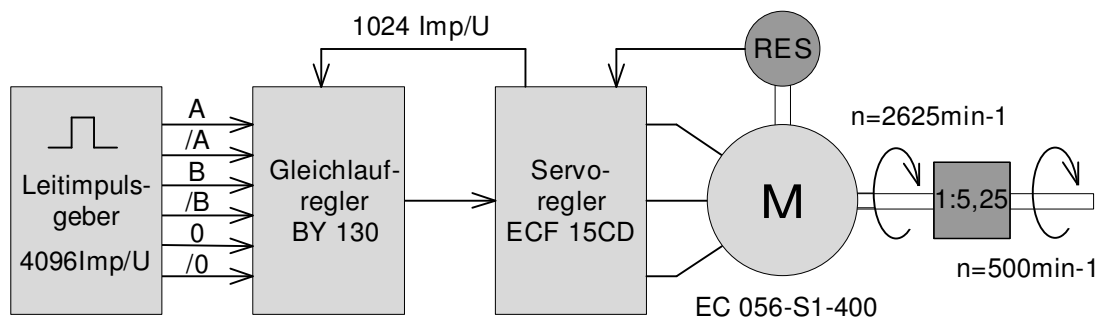 1024 Imp/U
RES
A
/A
B
/B
0
/0
Leitimpuls-
geber
4096Imp/U
Gleichlauf-
regler
BY 130
Servo-
regler
ECF 15CD
M
n=2625min-1
1:5,25
n=500min-1
EC 056-S1-400